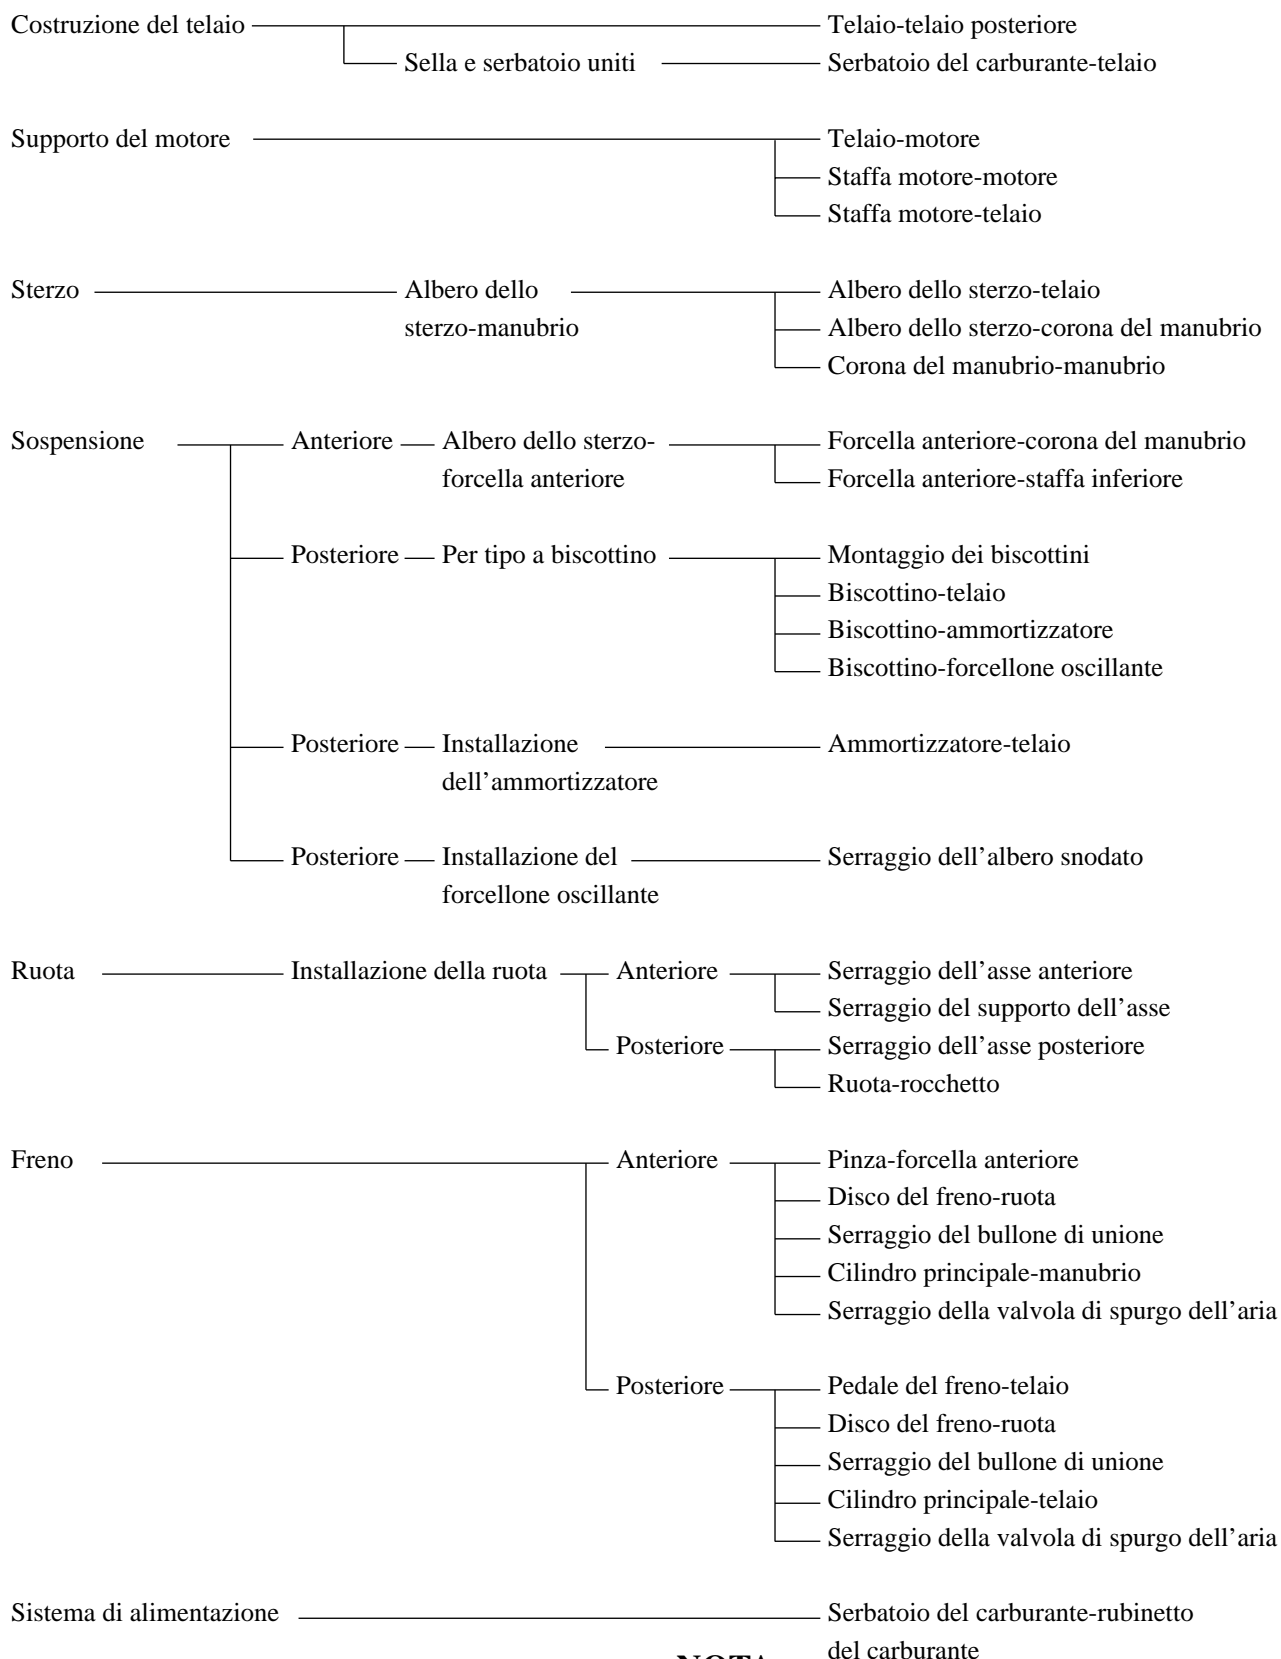 Costruzione del telaio Telaio-telaio posteriore
Sella e serbatoio uniti Serbatoio del carburante-telaio
Supporto del motore Telaio-motore
Staffa motore-motore
Staffa motore-telaio
Sterzo Albero dello Albero dello sterzo-telaio
sterzo-manubrio Albero dello sterzo-corona del manubrio
Corona del manubrio-manubrio
Sospensione Anteriore Albero dello sterzo- Forcella anteriore-corona del manubrio
forcella anteriore Forcella anteriore-staffa inferiore
Posteriore Per tipo a biscottino Montaggio dei biscottini
Biscottino-telaio
Biscottino-ammortizzatore
Biscottino-forcellone oscillante
Posteriore Installazione Ammortizzatore-telaio
dell’ammortizzatore
Posteriore Installazione del Serraggio dell’albero snodato
forcellone oscillante
Ruota Installazione della ruota Anteriore Serraggio dell’asse anteriore
Serraggio del supporto dell’asse
Posteriore Serraggio dell’asse posteriore
Ruota-rocchetto
Freno Anteriore Pinza-forcella anteriore
Disco del freno-ruota
Serraggio del bullone di unione
Cilindro principale-manubrio
Serraggio della valvola di spurgo dell’aria
Posteriore Pedale del freno-telaio
Disco del freno-ruota
Serraggio del bullone di unione
Cilindro principale-telaio
Serraggio della valvola di spurgo dell’aria
Sistema di alimentazione Serbatoio del carburante-rubinetto
del carburante
NOTA